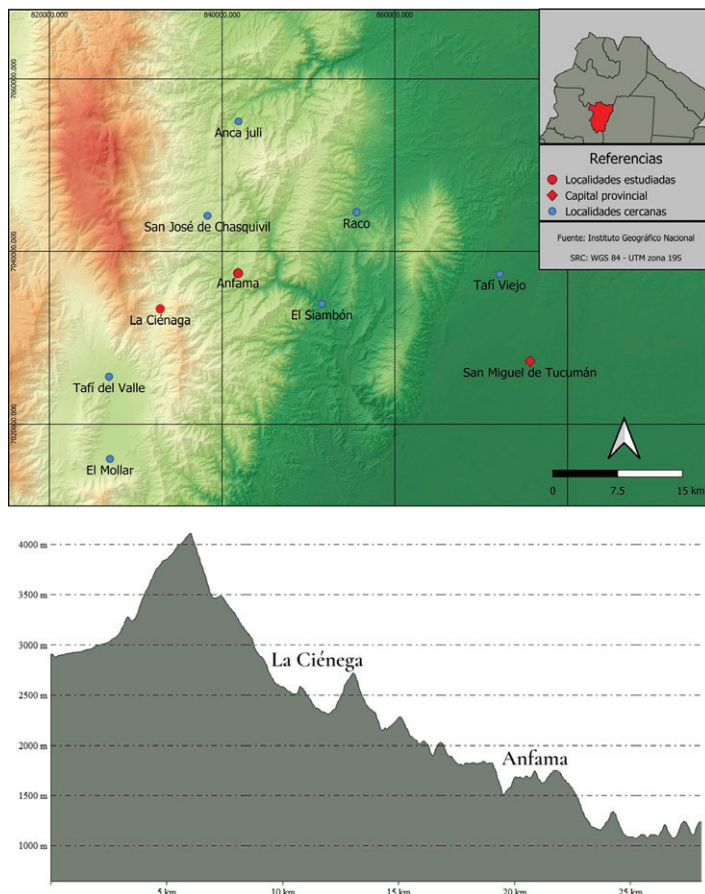 820000.000
840000.000
860000.000
7060000.000
7040000.000
7020000.000
Anca juli
San José de Chasquivil
Raco
Anfama
La Ciénaga
El Siambón
Tafí Viejo
Tafí del Valle
San Miguel de Tucumán
El Mollar
Referencias
Localidades estudiadas
Capital provincial
Localidades cercanas
Fuente: Instituto Geográfico Nacional
SRC: WGS 84 - UTM zona 19S
0 7.5 15 km
4000 m
3500 m
3000 m
2500 m
2000 m
1500 m
1000 m
La Ciénega
Anfama
5 km
10 km
15 km
20 km
25 km